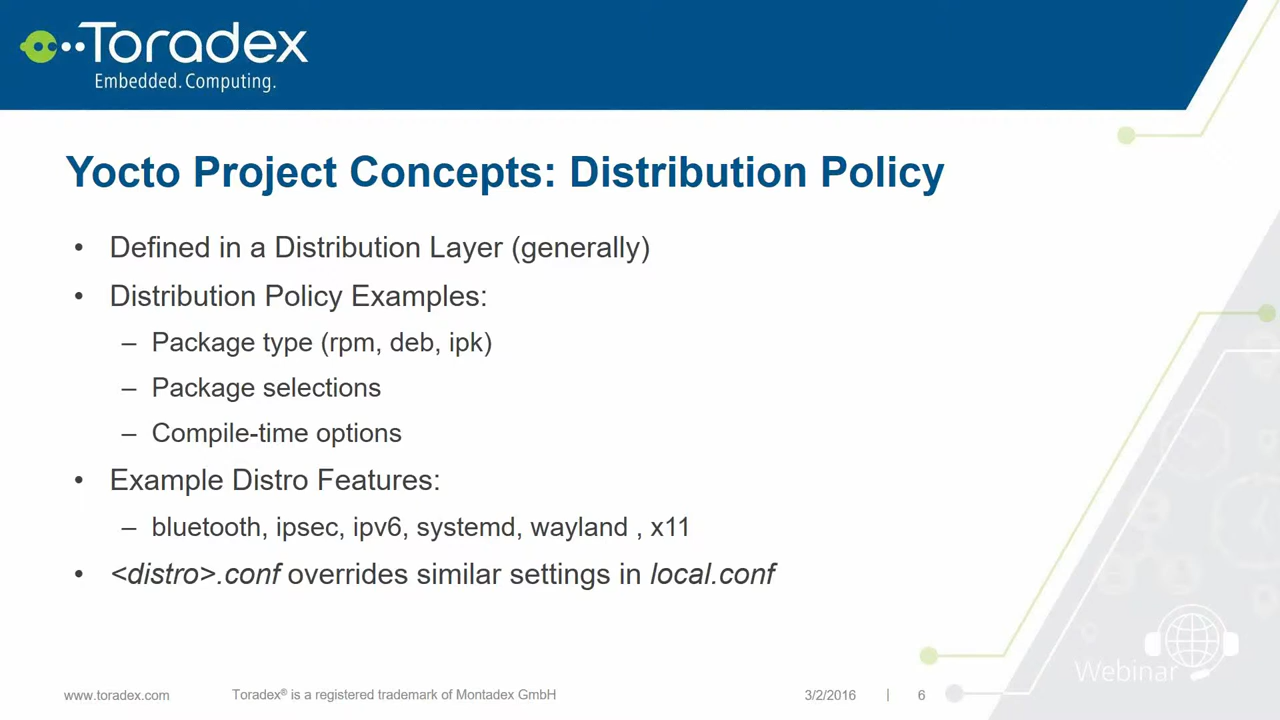 Toradex
Embedded.Computing.
Yocto Project Concepts: Distribution Policy
• Defined in a Distribution Layer (generally)
• Distribution Policy Examples:
– Package type (rpm, deb, ipk)
– Package selections
– Compile-time options
• Example Distro Features:
– bluetooth, ipsec, ipv6, systemd, wayland , x11
• <distro>.conf overrides similar settings in local.conf
Webinar
www.toradex.com
Toradex® is a registered trademark of Montadex GmbH
3/2/2016 | 6